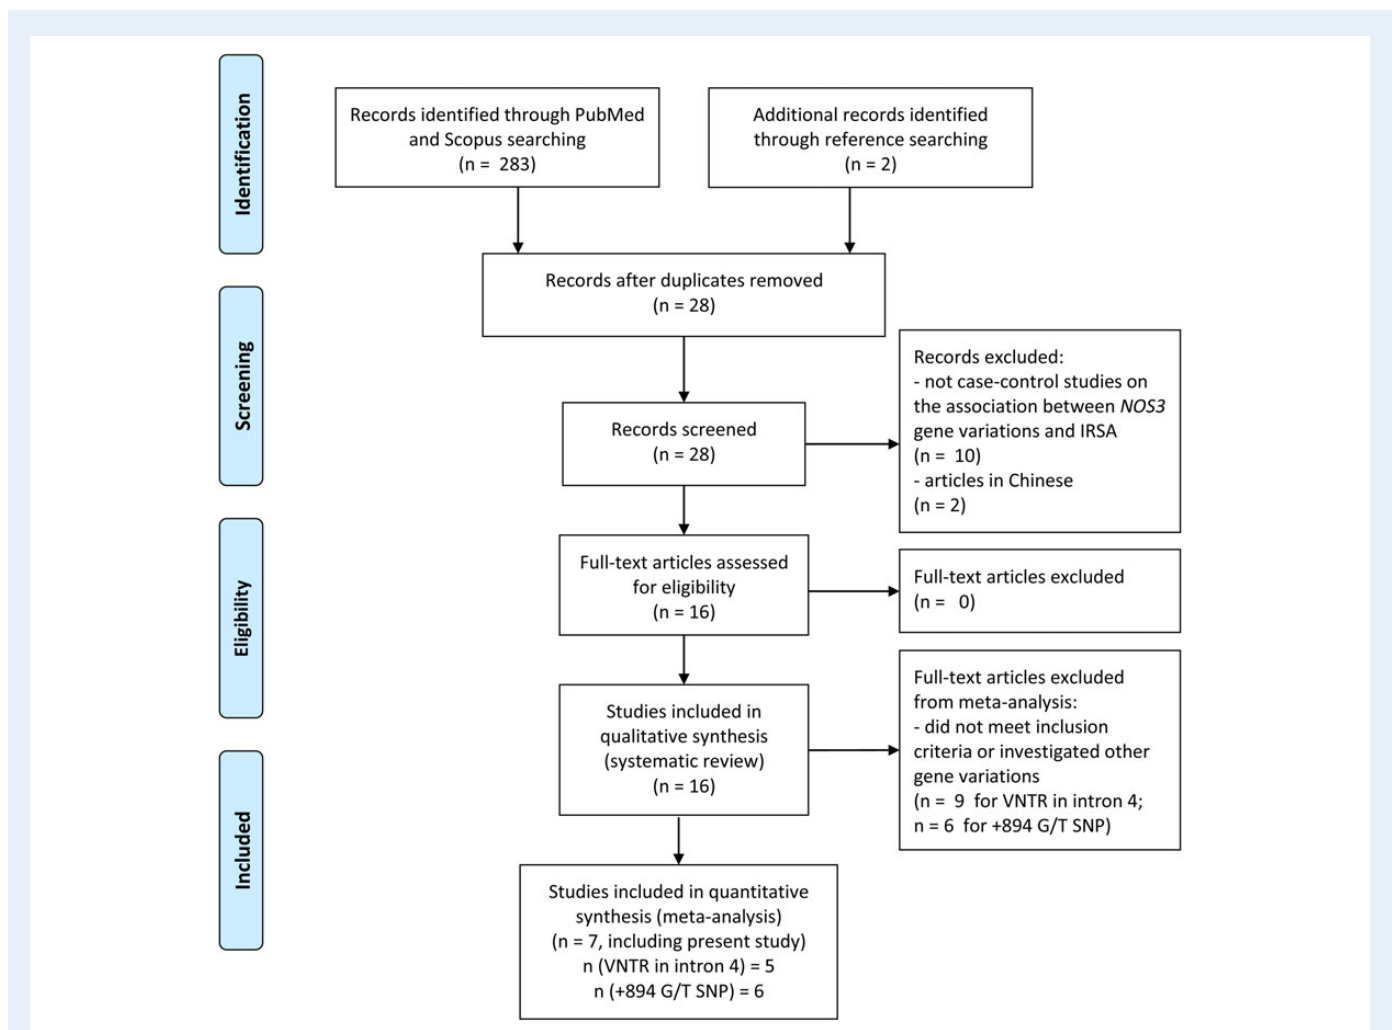 Identification
Records identified through PubMed
and Scopus searching
(n =  283)
Additional records identified
through reference searching
(n = 2)
Records after duplicates removed
(n = 28)
Screening
Records screened
(n = 28)
Records excluded:
- not case-control studies on
the association between NOS3
gene variations and IRSA
(n =  10)
- articles in Chinese
(n = 2)
Eligibility
Full-text articles assessed
for eligibility
(n = 16)
Full-text articles excluded
(n =   0)
Studies included in
qualitative synthesis
(systematic review)
(n = 16)
Full-text articles excluded
from meta-analysis:
- did not meet inclusion
criteria or investigated other
gene variations
(n =  9  for VNTR in intron 4;
n = 6  for +894 G/T SNP)
Included
Studies included in quantitative
synthesis (meta-analysis)
(n = 7, including present study)
n (VNTR in intron 4) = 5
n (+894 G/T SNP) = 6